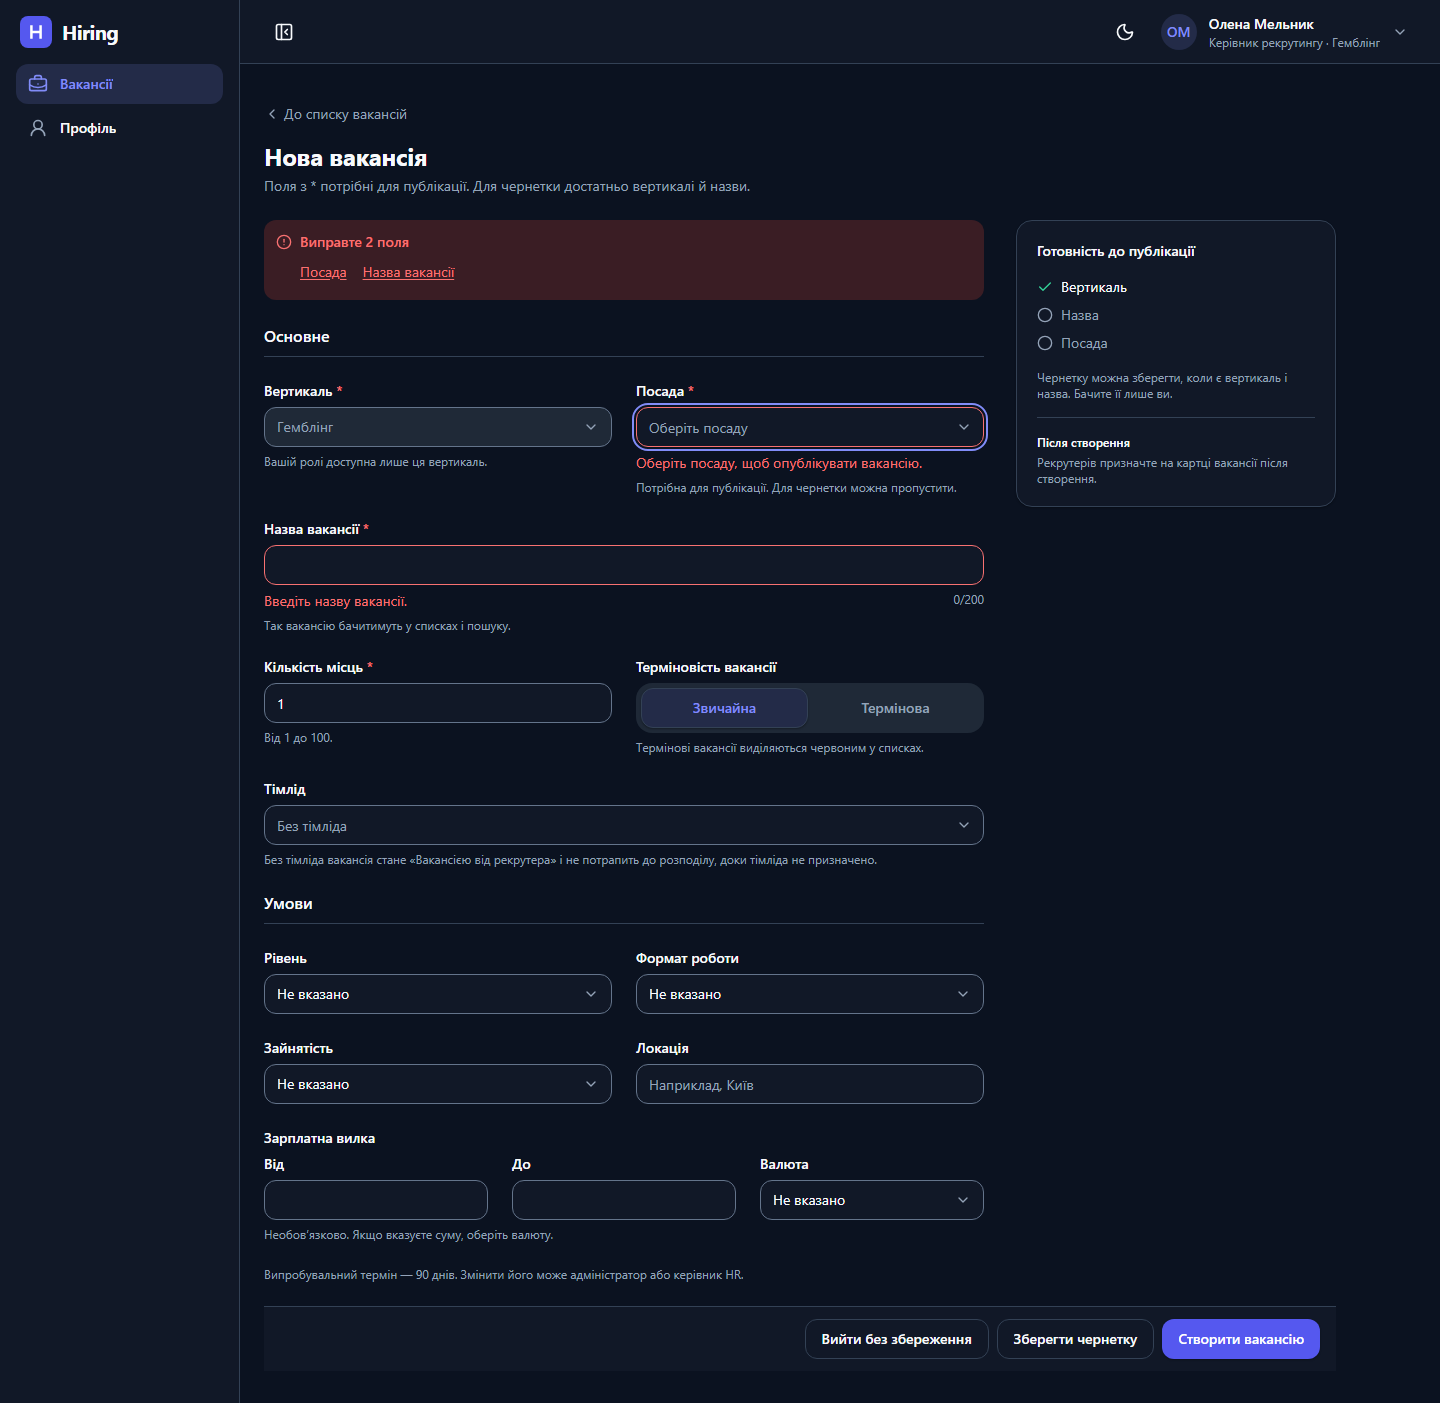 H Hiring
Вакансії
Профіль
ОМ
Олена Мельник
Керівник рекрутингу · Гемблінг
До списку вакансій
Нова вакансія
Поля з * потрібні для публікації. Для чернетки достатньо вертикалі й назви.
Виправте 2 поля
Посада Назва вакансії
Основне
Вертикаль *
Гемблінг
Вашій ролі доступна лише ця вертикаль.
Посада *
Оберіть посаду
Оберіть посаду, щоб опублікувати вакансію.
Потрібна для публікації. Для чернетки можна пропустити.
Назва вакансії *
Введіть назву вакансії.
0/200
Так вакансію бачитимуть у списках і пошуку.
Кількість місць *
1
Від 1 до 100.
Терміновість вакансії
Звичайна Термінова
Термінові вакансії виділяються червоним у списках.
Тімлід
Без тімліда
Без тімліда вакансія стане «Вакансією від рекрутера» і не потрапить до розподілу, доки тімліда не призначено.
Умови
Рівень
Не вказано
Формат роботи
Не вказано
Зайнятість
Не вказано
Локація
Наприклад, Київ
Зарплатна вилка
Від
До
Валюта
Не вказано
Необов'язково. Якщо вказуєте суму, оберіть валюту.
Випробувальний термін — 90 днів. Змінити його може адміністратор або керівник HR.
Вийти без збереження
Зберегти чернетку
Створити вакансію
Готовність до публікації
Вертикаль
Назва
Посада
Чернетку можна зберегти, коли є вертикаль і
назва. Бачите її лише ви.
Після створення
Рекрутерів призначте на картці вакансії після
створення.